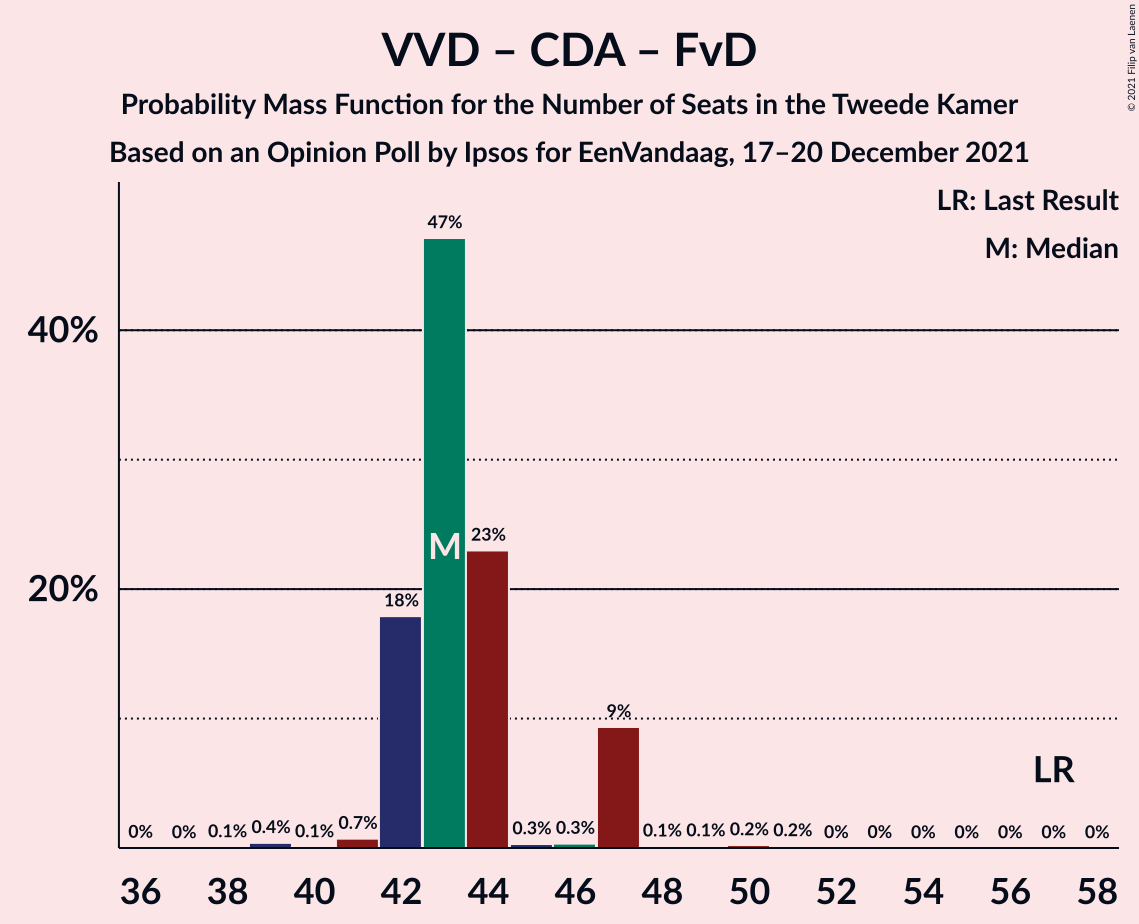 VVD – CDA – FvD
Probability Mass Function for the Number of Seats in the Tweede Kamer
Based on an Opinion Poll by Ipsos for EenVandaag, 17–20 December 2021
© 2021 Filip van Laenen
LR: Last Result
M: Median
47%
40%
M
23%
20%
18%
9%
LR
0% 0% 0.1% 0.4% 0.1% 0.7% 0.3% 0.3% 0.1% 0.1% 0.2% 0.2% 0% 0% 0% 0% 0% 0% 0%
36 38 40 42 44 46 48 50 52 54 56 58